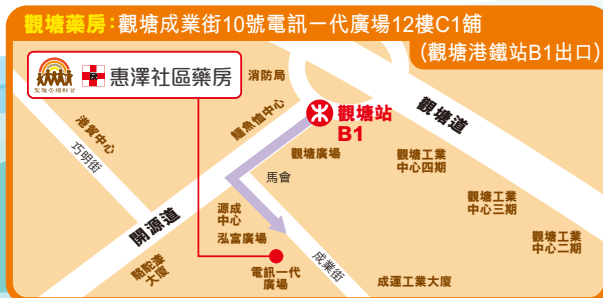 觀塘藥房：觀塘成業街10號電訊一代廣場12樓C1舖
(觀塘港鐵站B1出口)
聖雅各福群會
惠澤社區藥房
消防局
觀塘站
B1
觀塘道
鱷魚恤中心
港貿中心
巧明街
觀塘廣場
觀塘工業
中心四期
馬會
觀塘工業
中心三期
開源道
源成
中心
泓富廣場
觀塘工業
中心二期
駱駝漆
大廈
成業街
電訊一代
廣場
成運工業大廈